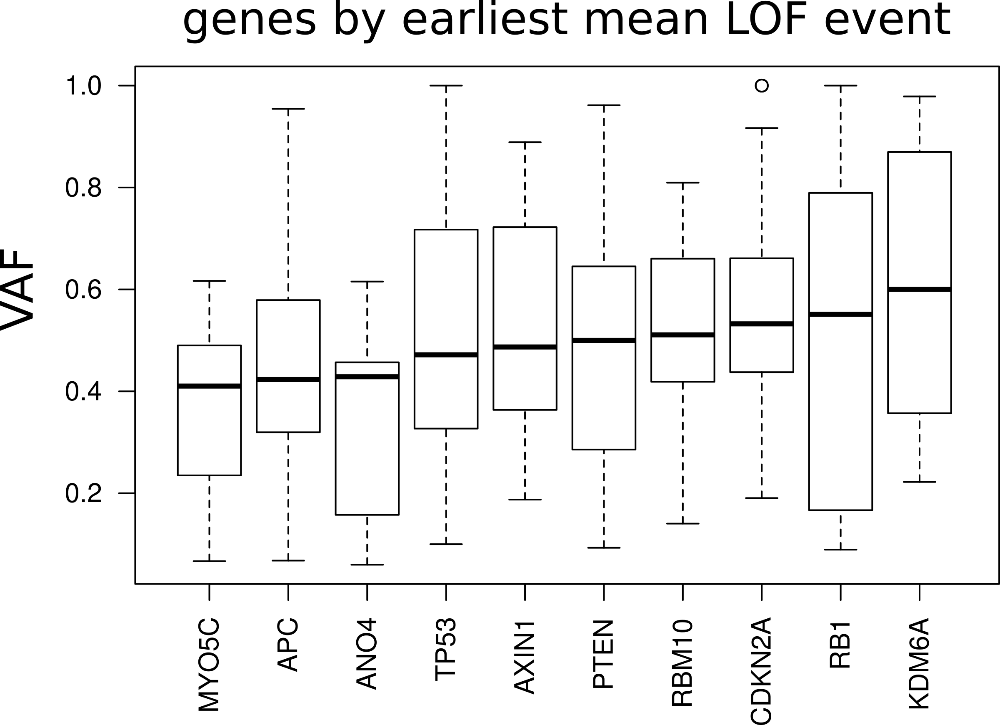 genes by earliest mean LOF event
VAF
1.0
0.8
0.6
0.4
0.2
MYO5C
APC
ANO4
TP53
AXIN1
PTEN
RBM10
CDKN2A
RB1
KDM6A